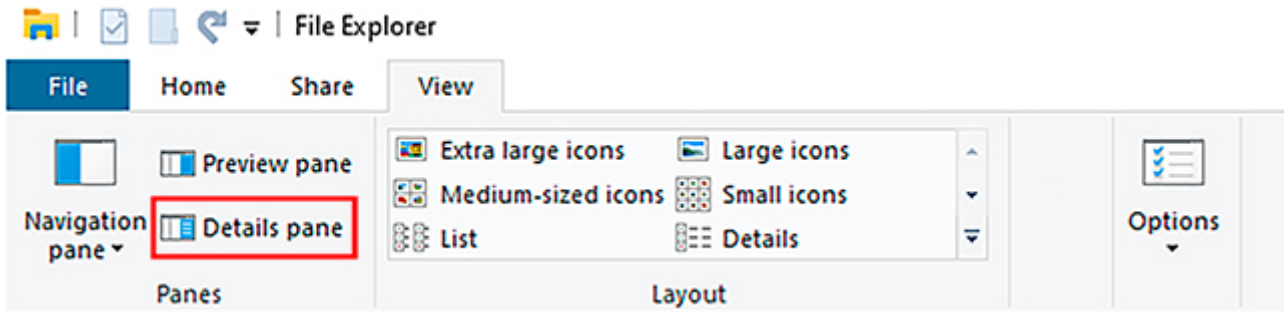 File Explorer
File Home Share View
Navigation pane
Preview pane
Details pane
Panes
Extra large icons Large icons
Medium-sized icons Small icons
List Details
Layout
Options